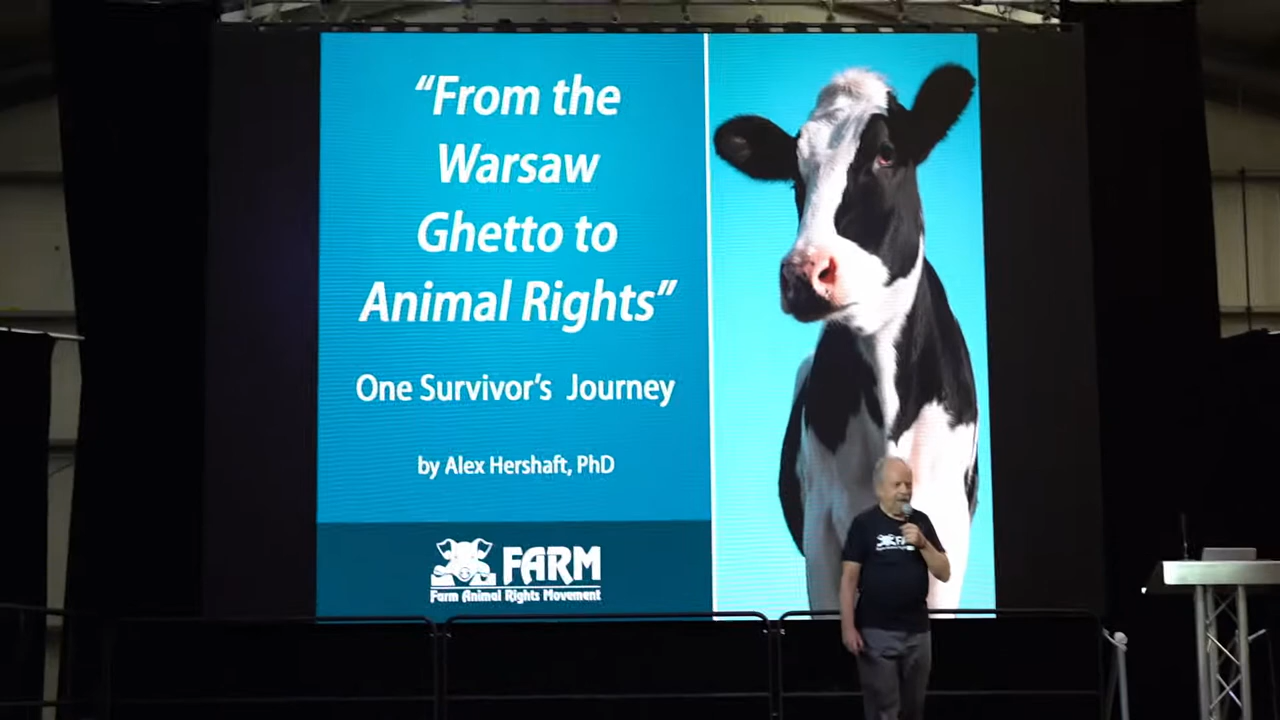 “From the
Warsaw
Ghetto to
Animal Rights”
One Survivor’s Journey
by Alex Hershaft, PhD
FARM
Farm Animal Rights Movement